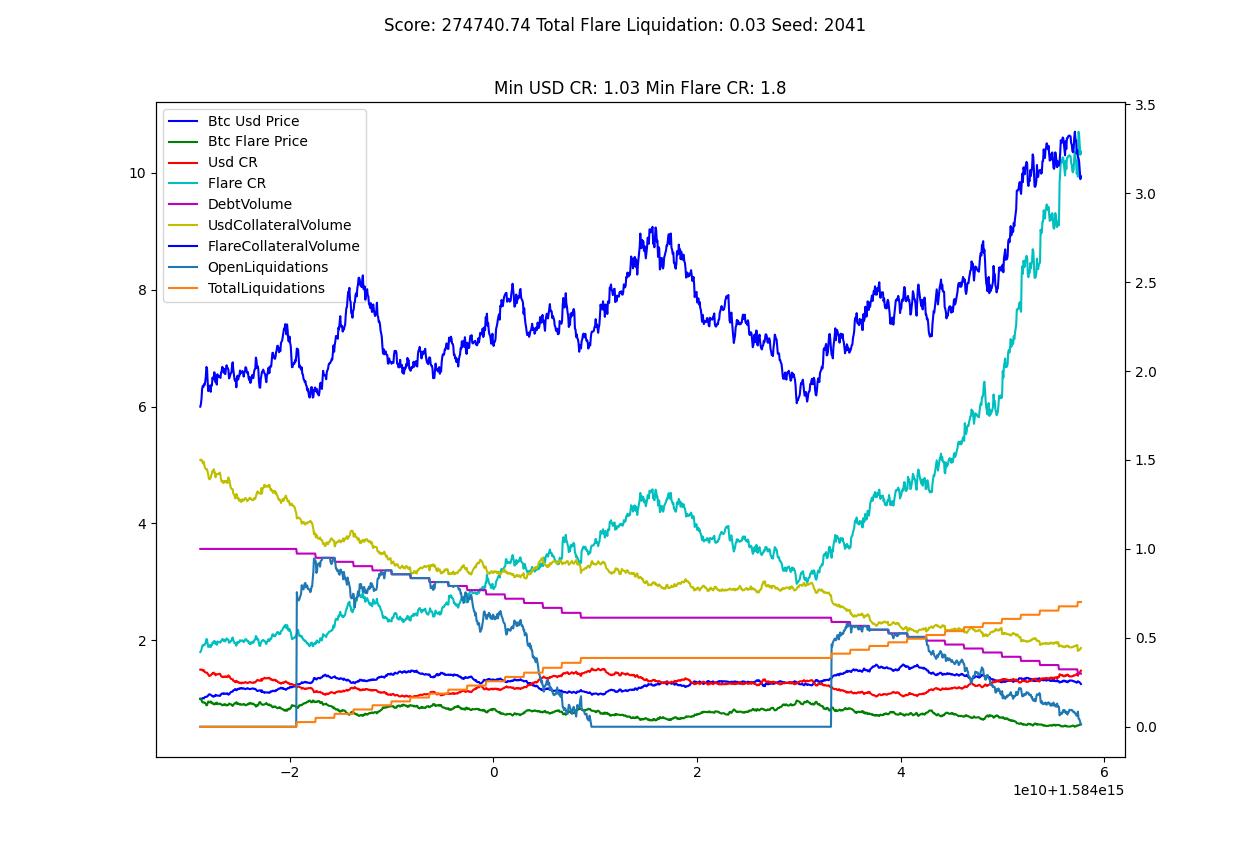 Score: 274740.74 Total Flare Liquidation: 0.03 Seed: 2041
Min USD CR: 1.03 Min Flare CR: 1.8
Btc Usd Price
Btc Flare Price
Usd CR
Flare CR
DebtVolume
UsdCollateralVolume
FlareCollateralVolume
OpenLiquidations
TotalLiquidations
10
8
6
4
2
3.5
3.0
2.5
2.0
1.5
1.0
0.5
0.0
−2 0 2 4 6
1e10+1.584e15